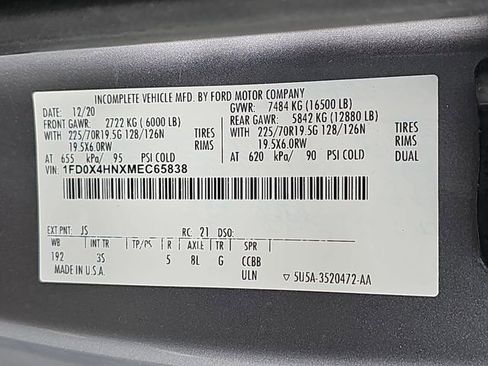 INCOMPLETE VEHICLE MFD. BY FORD MOTOR COMPANY
12/20 GVWR: 7484 KG (16500 LB)
FRONT GAWR: 2722 KG ( 6000 LB) REAR GAWR: 5842 KG (12880 LB)
WITH 225/70R19.5G 128/126N TIRES WITH 225/70R19.5G 128/126N TIRES
19.5X6.0RW RIMS 19.5X6.0RW RIMS
AT 655 kPa/ 95 PSI COLD AT 620 kPa/ 90 PSI COLD DUAL
VIN: 1FD0X4HNXMEC65838
EXT PNT: JS RC: 21 DSO:
WB INT TR TP/PS R AXLE TR SPR
192 3S 5 8L G CCBB
MADE IN U.S.A. ULN ▽ 5U5A-3520472-AA